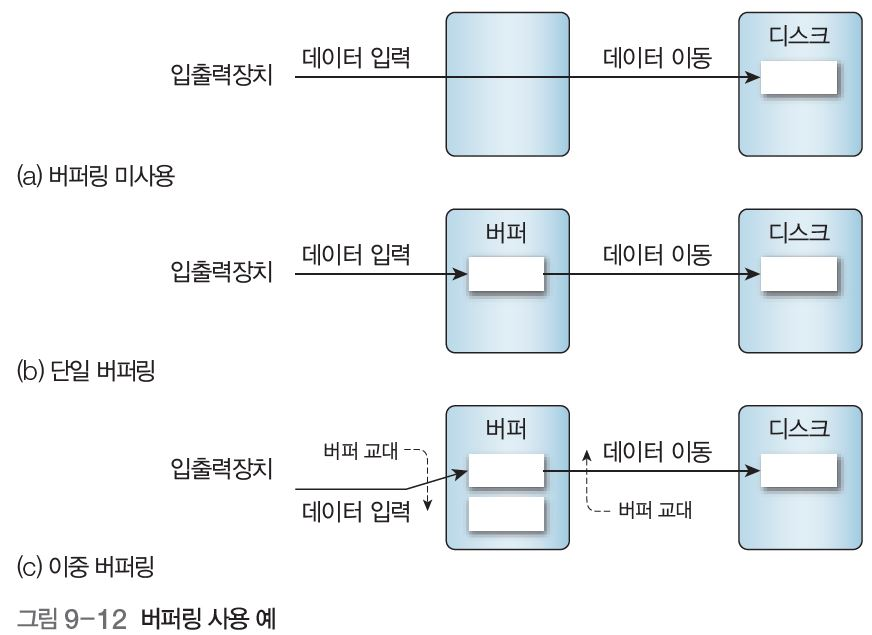 디스크
입출력장치 데이터 입력 데이터 이동
(a) 버퍼링 미사용
버퍼 디스크
입출력장치 데이터 입력 데이터 이동
(b) 단일 버퍼링
버퍼 디스크
버퍼 교대 데이터 이동
입출력장치
데이터 입력 버퍼 교대
(c) 이중 버퍼링
그림 9-12 버퍼링 사용 예